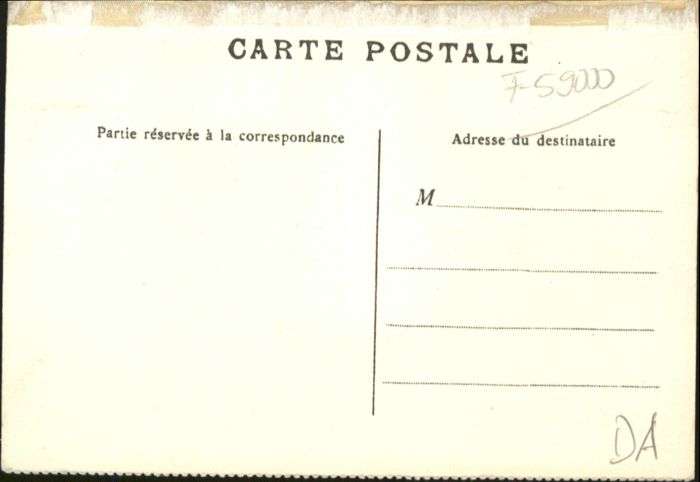 CARTE POSTALE
F-59000
Partie réservée à la correspondance
Adresse du destinataire
M
DA